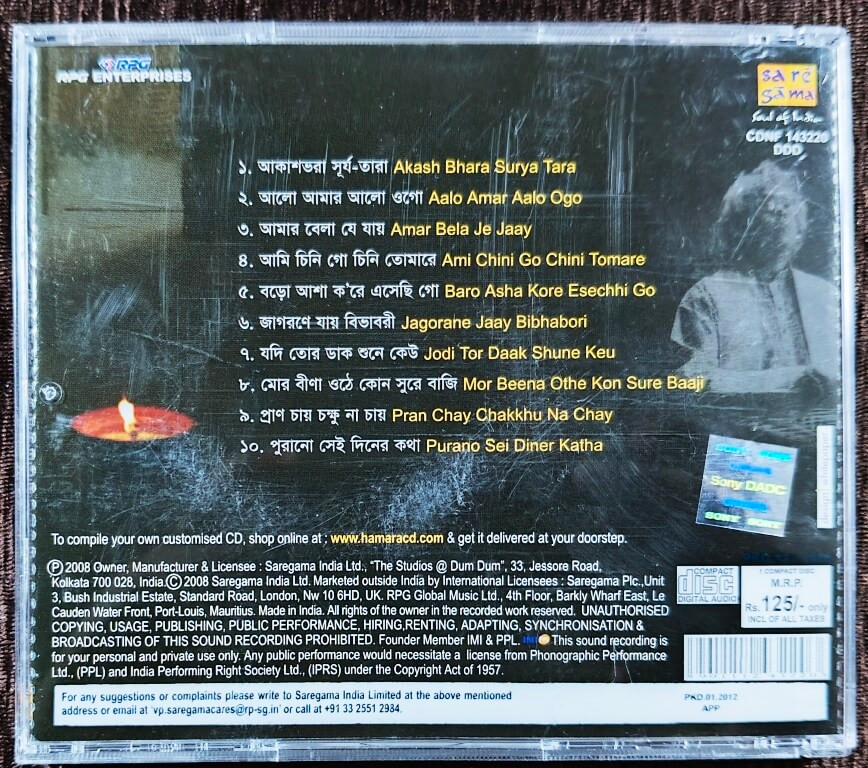 RPG
RPG ENTERPRISES
sa re
ga ma
Soul of India
CDNF 143220
DDD
১. আকাশভরা সূর্য-তারা Akash Bhara Surya Tara
২. আলো আমার আলো ওগো Aalo Amar Aalo Ogo
৩. আমার বেলা যে যায় Amar Bela Je Jaay
৪. আমি চিনি গো চিনি তোমারে Ami Chini Go Chini Tomare
৫. বড়ো আশা ক'রে এসেছি গো Baro Asha Kore Esechhi Go
৬. জাগরণে যায় বিভাবরী Jagorane Jaay Bibhabori
৭. যদি তোর ডাক শুনে কেউ Jodi Tor Daak Shune Keu
৮. মোর বীণা ওঠে কোন সুরে বাজি Mor Beena Othe Kon Sure Baaji
৯. প্রাণ চায় চক্ষু না চায় Pran Chay Chakkhu Na Chay
১০. পুরানো সেই দিনের কথা Purano Sei Diner Katha
Sony DADC
SONY SONY
To compile your own customised CD, shop online at ; www.hamaracd.com & get it delivered at your doorstep.
Ⓟ 2008 Owner, Manufacturer & Licensee : Saregama India Ltd., "The Studios @ Dum Dum", 33, Jessore Road,
Kolkata 700 028, India.Ⓒ 2008 Saregama India Ltd. Marketed outside India by International Licensees : Saregama Plc.,Unit
3, Bush Industrial Estate, Standard Road, London, Nw 10 6HD, UK. RPG Global Music Ltd., 4th Floor, Barkly Wharf East, Le
Cauden Water Front, Port-Louis, Mauritius. Made in India. All rights of the owner in the recorded work reserved. UNAUTHORISED
COPYING, USAGE, PUBLISHING, PUBLIC PERFORMANCE, HIRING,RENTING, ADAPTING, SYNCHRONISATION &
BROADCASTING OF THIS SOUND RECORDING PROHIBITED. Founder Member IMI & PPL. This sound recording is
for your personal and private use only. Any public performance would necessitate a license from Phonographic Performance
Ltd., (PPL) and India Performing Right Society Ltd., (IPRS) under the Copyright Act of 1957.
COMPACT
disc
DIGITAL AUDIO
1 COMPACT DISC
M.R.P.
Rs. 125/- only
INCL OF ALL TAXES
For any suggestions or complaints please write to Saregama India Limited at the above mentioned
address or email at 'vp.saregamacares@rp-sg.in' or call at +91 33 2551 2984.
PKD.01.2012
APP